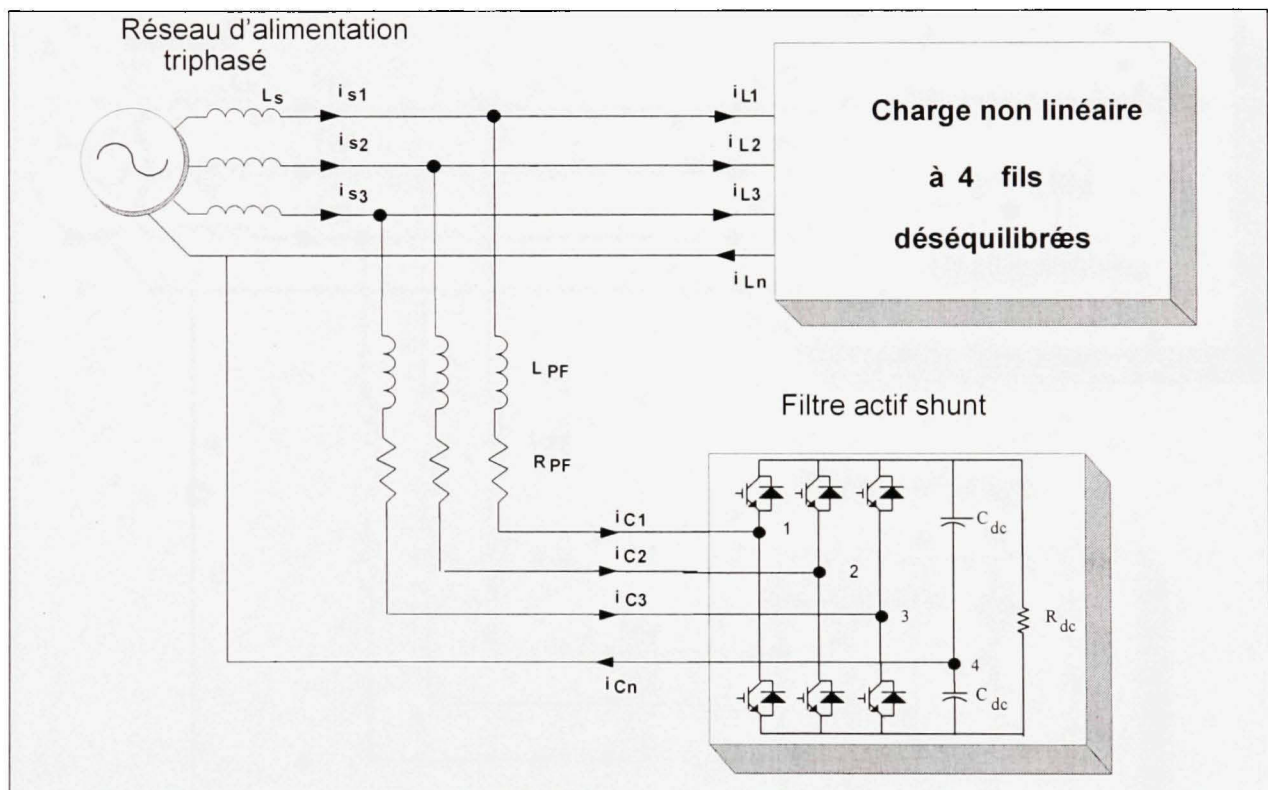 Réseau d'alimentation
triphasé
Ls
is1
is2
is3
iL1
iL2
iL3
iLn
Charge non linéaire
à 4 fils
déséquilibrées
LPF
RPF
Filtre actif shunt
iC1
iC2
iC3
iCn
1
2
3
4
Cdc
Cdc
Rdc